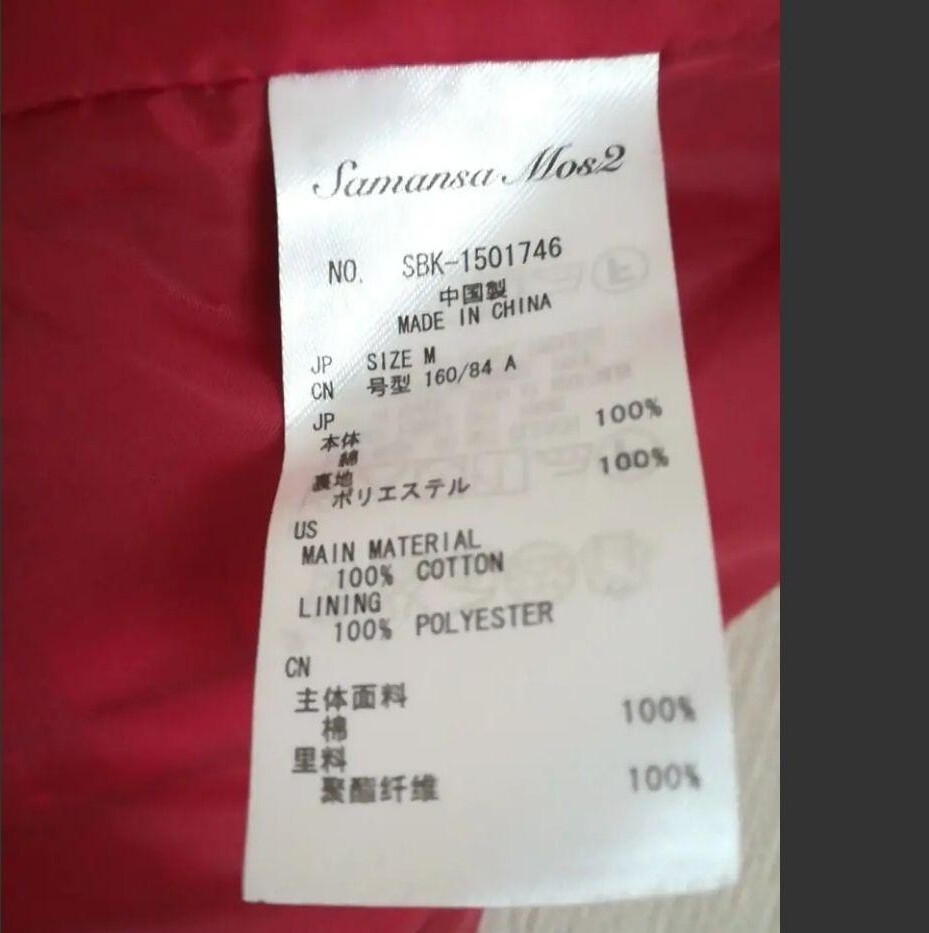 Samansa Mos2
NO. SBK-1501746
中国製
MADE IN CHINA
JP SIZE M
CN 号型 160/84 A
JP
本体
綿 100%
裏地
ポリエステル 100%
US
MAIN MATERIAL
100% COTTON
LINING
100% POLYESTER
CN
主体面料
棉 100%
里料
聚酯纤维 100%